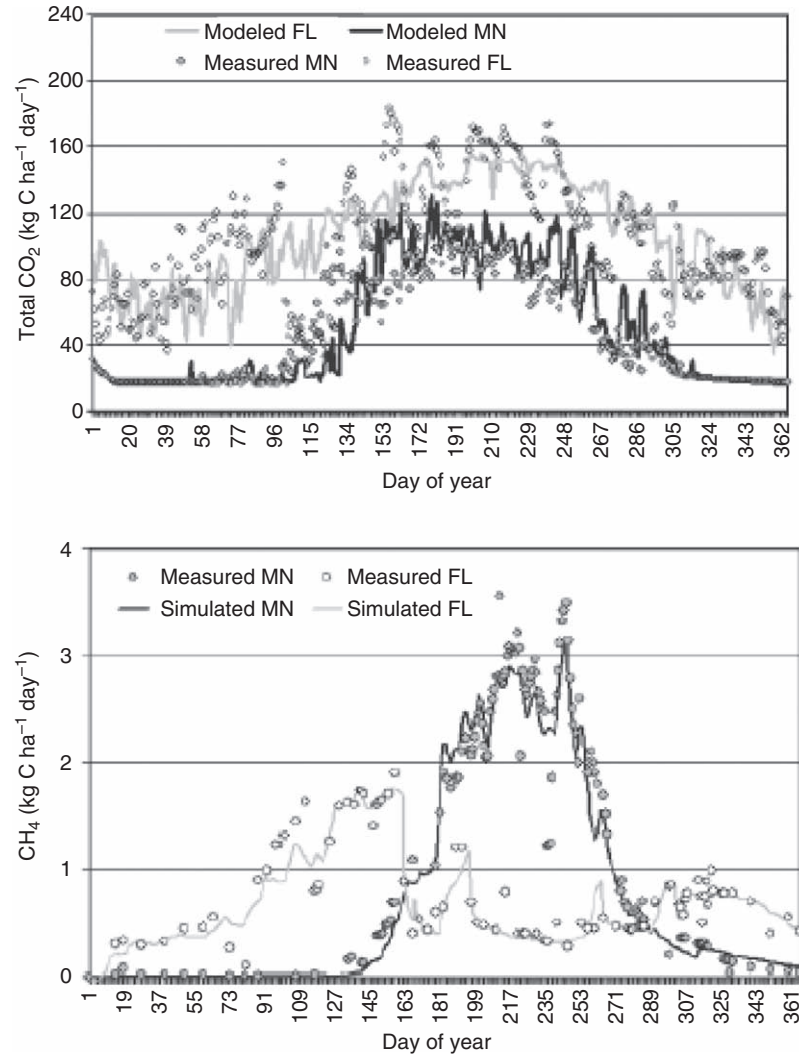 240
200
160
120
80
40
0
Total CO2 (kg C ha−1 day−1)
Modeled FL
Modeled MN
Measured MN
Measured FL
1 20 39 58 77 96 115 134 153 172 191 210 229 248 267 286 305 324 343 362
Day of year
4
3
2
1
0
CH4 (kg C ha−1 day−1)
Measured MN
Measured FL
Simulated MN
Simulated FL
1 19 37 55 73 91 109 127 145 163 181 199 217 235 253 271 289 307 325 343 361
Day of year